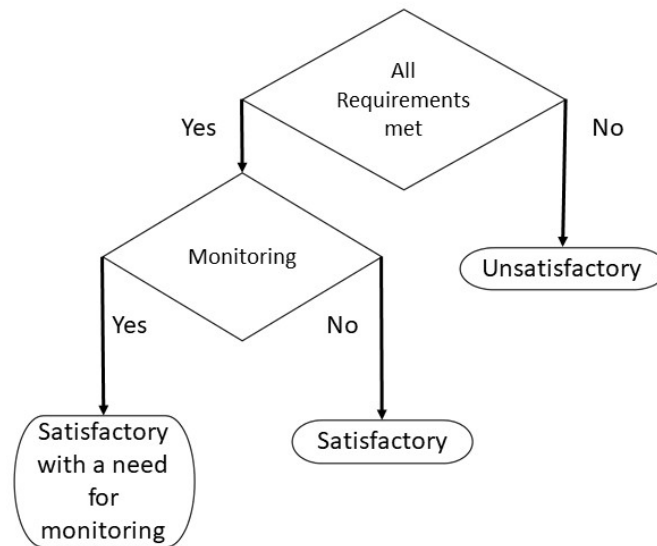 All
Requirements
met
Yes
No
Monitoring
Unsatisfactory
Yes
No
Satisfactory
with a need
for
monitoring
Satisfactory